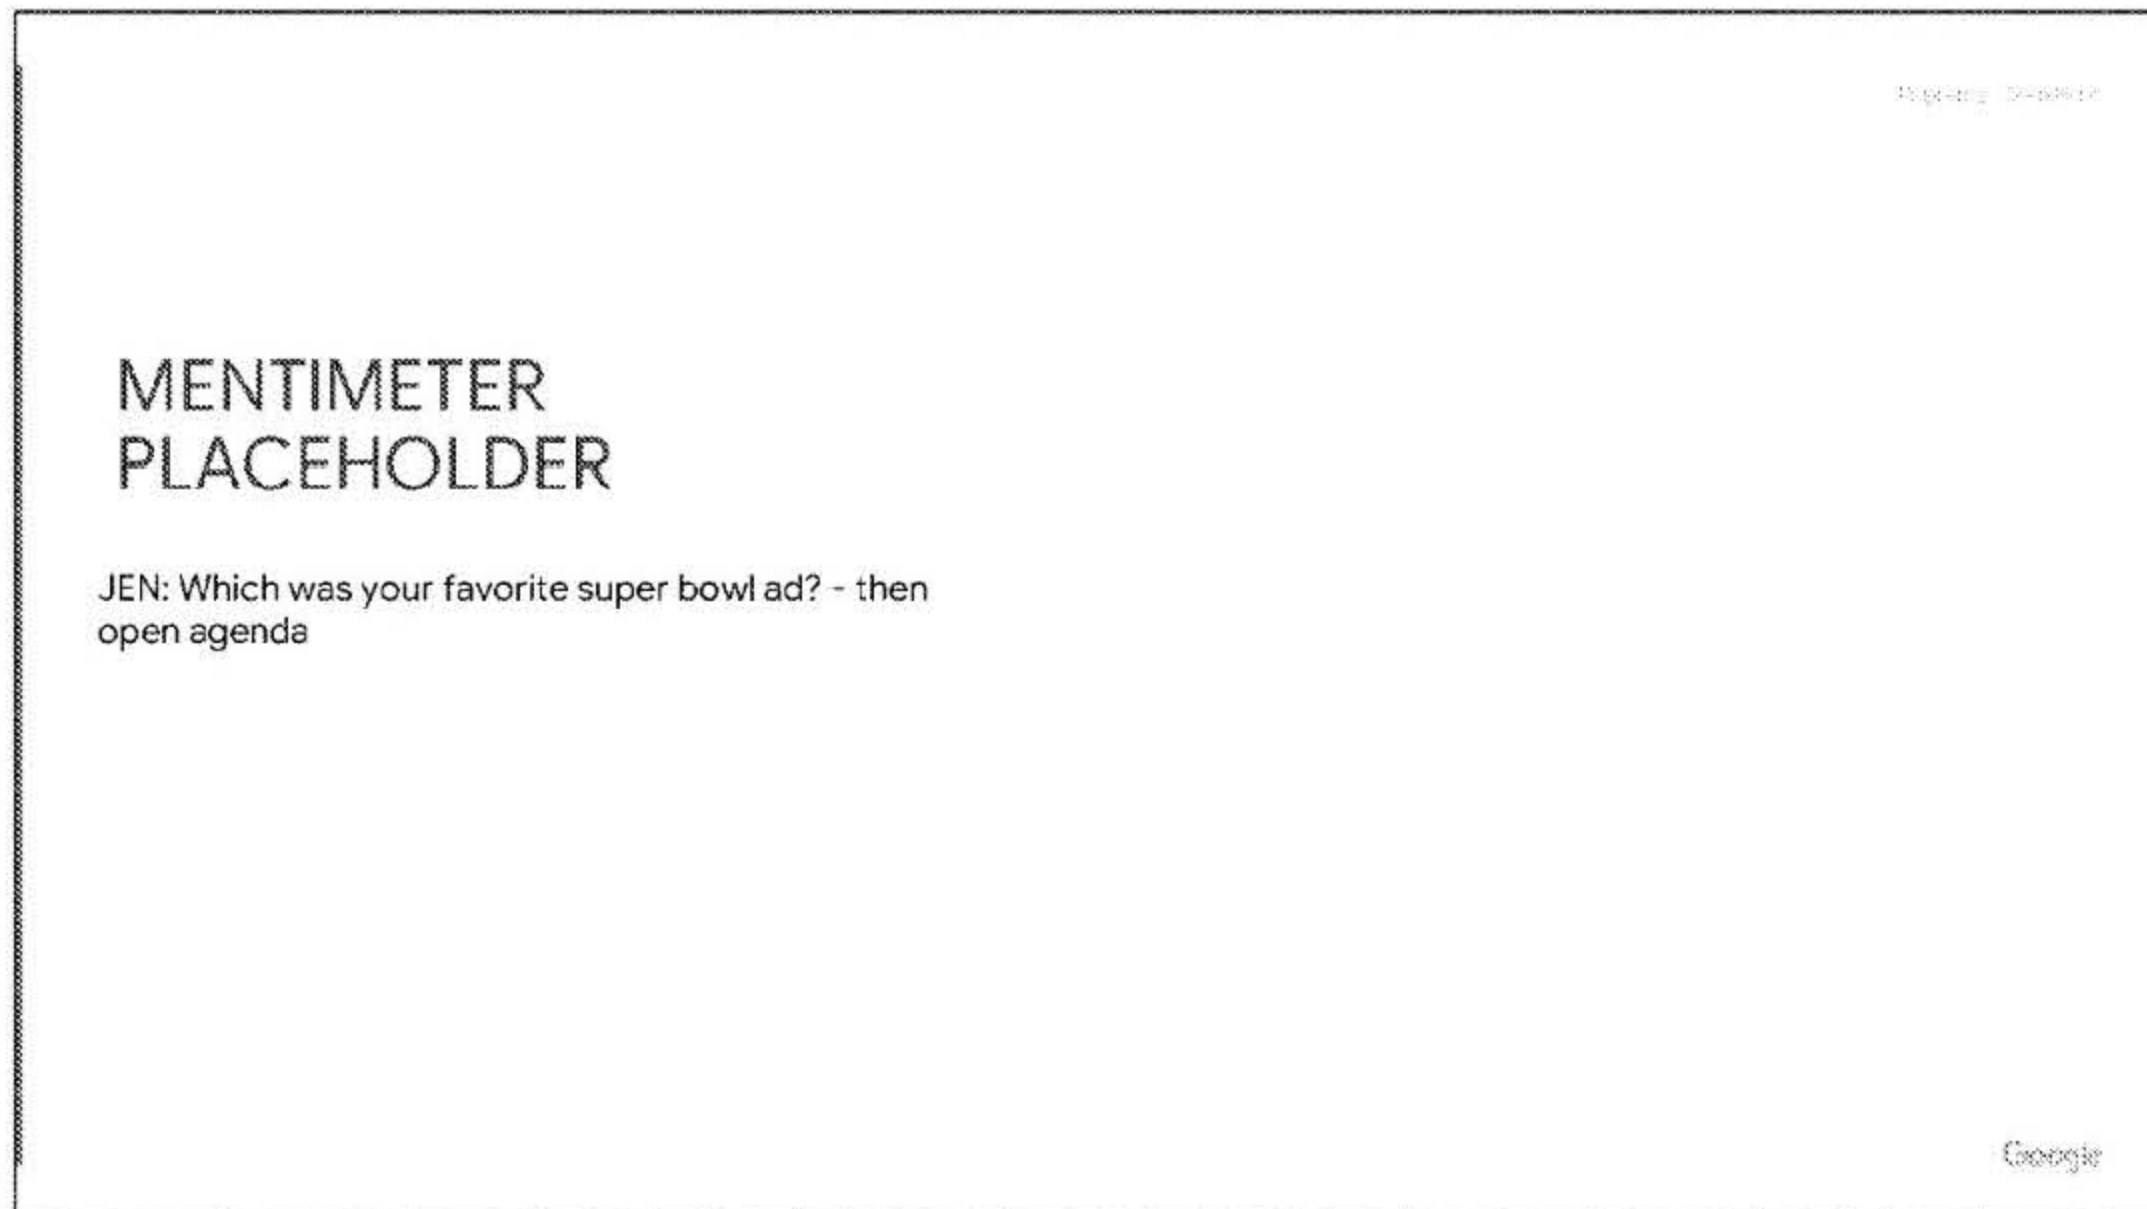 MENTIMETER
PLACEHOLDER
JEN: Which was your favorite super bowl ad? - then
open agenda
Google